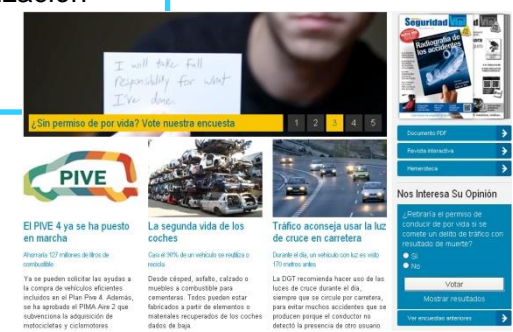 ización
I will take full
responsibility for what
I've done.
¿Sin permiso de por vida? Vote nuestra encuesta
1 2 3 4 5
Seguridad Vial
Radiografía de
los accidentes
Documento PDF
Revista interactiva
Hemeroteca
PIVE
El PIVE 4 ya se ha puesto
en marcha
Ahorraría 127 millones de litros de
combustible
Ya se pueden solicitar las ayudas a
la compra de vehículos eficientes
incluidos en el Plan Pive 4. Además,
se ha aprobado el PIMA Aire 2 que
subvenciona la adquisición de
motocicletas y ciclomotores
La segunda vida de los
coches
Casi el 90% de un vehículo se reutiliza o
recicla
Desde césped, asfalto, calzado o
muebles a combustible para
cementeras. Todos pueden estar
fabricados a partir de elementos o
materiales recuperados de los coches
dados de baja.
Tráfico aconseja usar la luz
de cruce en carretera
Durante el día, un vehículo con luz es visto
170 metros antes
La DGT recomienda hacer uso de las
luces de cruce durante el día,
siempre que se circule por carretera,
para evitar muchos accidentes que se
producen porque el conductor no
detectó la presencia de otro usuario.
Nos Interesa Su Opinión
¿Retiraría el permiso de
conducir de por vida si se
comete un delito de tráfico con
resultado de muerte?
Si
No
Votar
Mostrar resultados
Ver encuestas anteriores